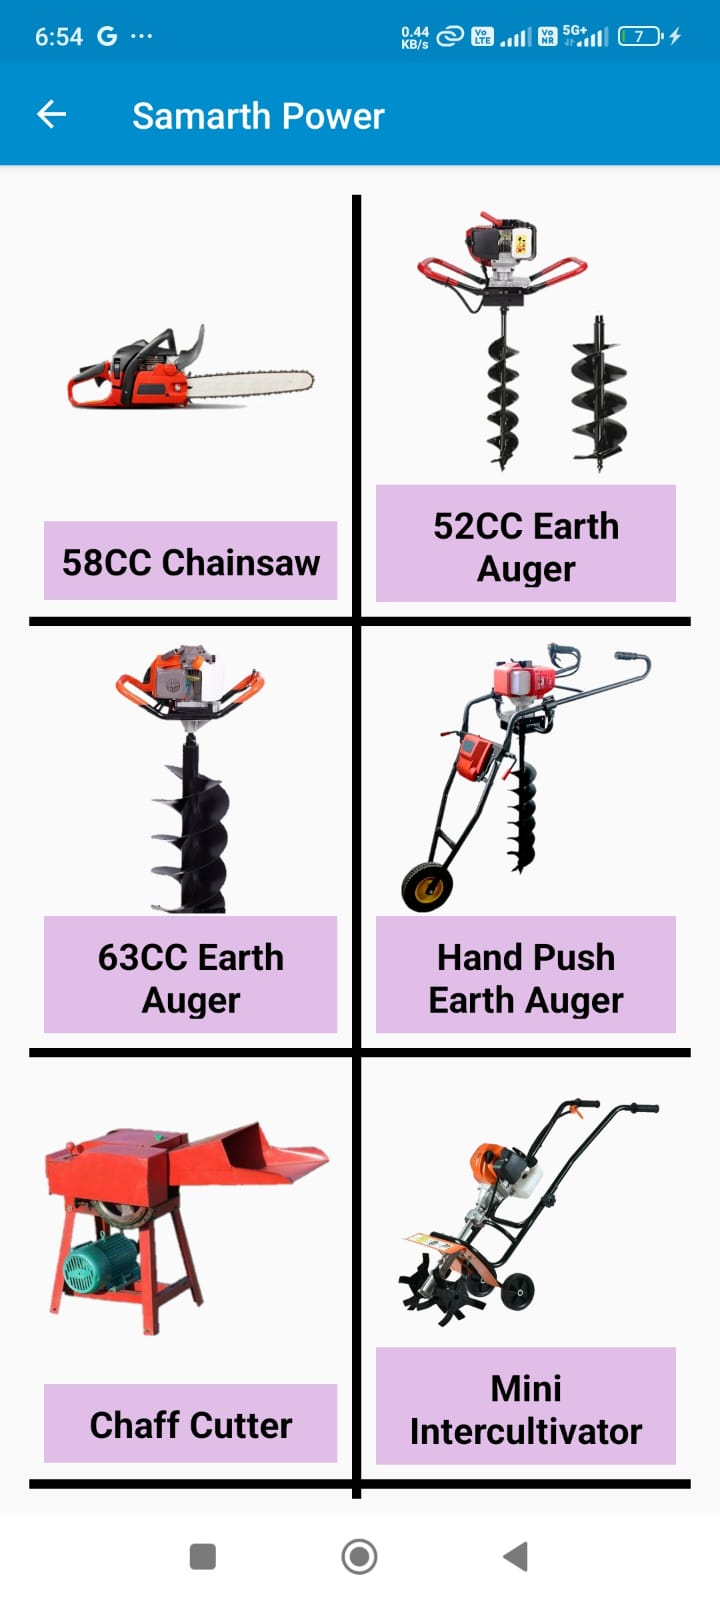 6:54 G ...
0.44 KB/s Vo LTE Vo NR 5G+ 7
Samarth Power
58CC Chainsaw
52CC Earth
Auger
63CC Earth
Auger
Hand Push
Earth Auger
Chaff Cutter
Mini
Intercultivator